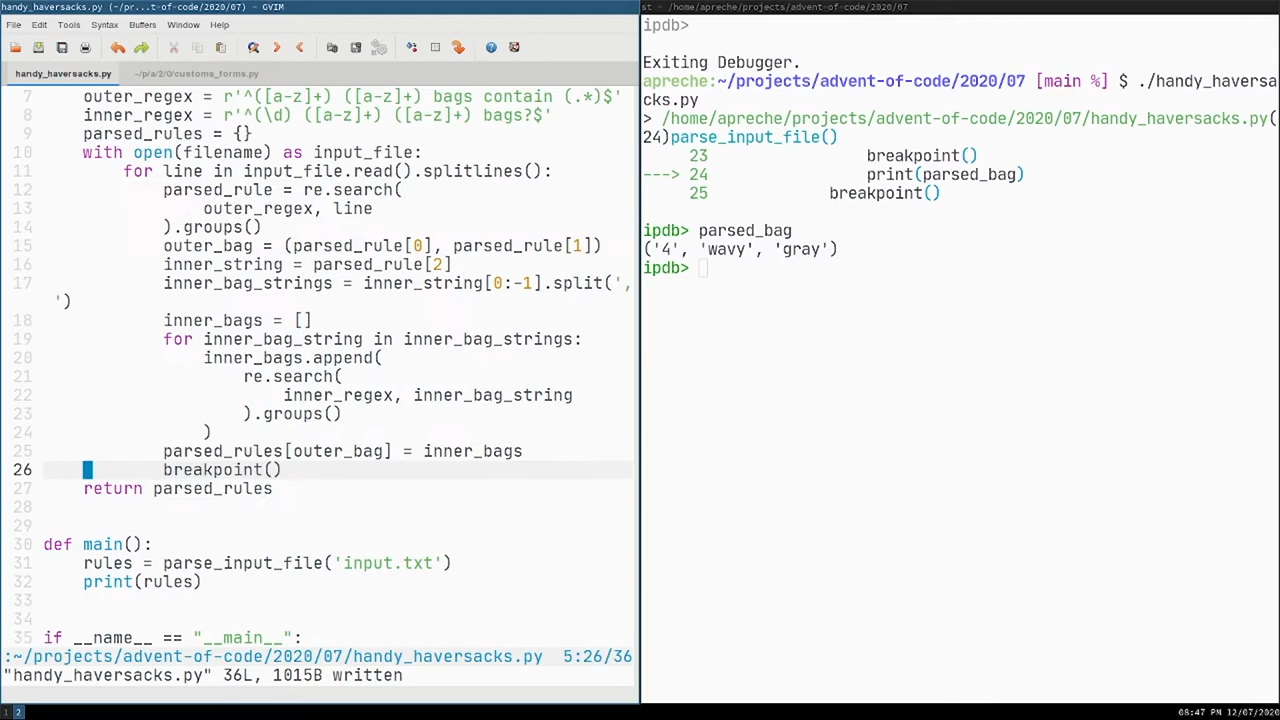 handy_haversacks.py (~/pr...t-of-code/2020/07) - GVIM
File Edit Tools Syntax Buffers Window Help
handy_haversacks.py ~/p/a/2/0/customs_forms.py
7 outer_regex = r'^([a-z]+) ([a-z]+) bags contain (.*)$'
8 inner_regex = r'^(\d) ([a-z]+) ([a-z]+) bags?$'
9 parsed_rules = {}
10 with open(filename) as input_file:
11 for line in input_file.read().splitlines():
12 parsed_rule = re.search(
13 outer_regex, line
14 ).groups()
15 outer_bag = (parsed_rule[0], parsed_rule[1])
16 inner_string = parsed_rule[2]
17 inner_bag_strings = inner_string[0:-1].split(',
')
18 inner_bags = []
19 for inner_bag_string in inner_bag_strings:
20 inner_bags.append(
21 re.search(
22 inner_regex, inner_bag_string
23 ).groups()
24 )
25 parsed_rules[outer_bag] = inner_bags
26 breakpoint()
27 return parsed_rules
28
29
30 def main():
31 rules = parse_input_file('input.txt')
32 print(rules)
33
34
35 if __name__ == "__main__":
:~/projects/advent-of-code/2020/07/handy_haversacks.py 5:26/36
"handy_haversacks.py" 36L, 1015B written
1 2
st - /home/apreche/projects/advent-of-code/2020/07
ipdb>
Exiting Debugger.
apreche:~/projects/advent-of-code/2020/07 [main %] $ ./handy_haversa
cks.py
> /home/apreche/projects/advent-of-code/2020/07/handy_haversacks.py(
24)parse_input_file()
23 breakpoint()
---> 24 print(parsed_bag)
25 breakpoint()
ipdb> parsed_bag
('4', 'wavy', 'gray')
ipdb>
08:47 PM 12/07/2020